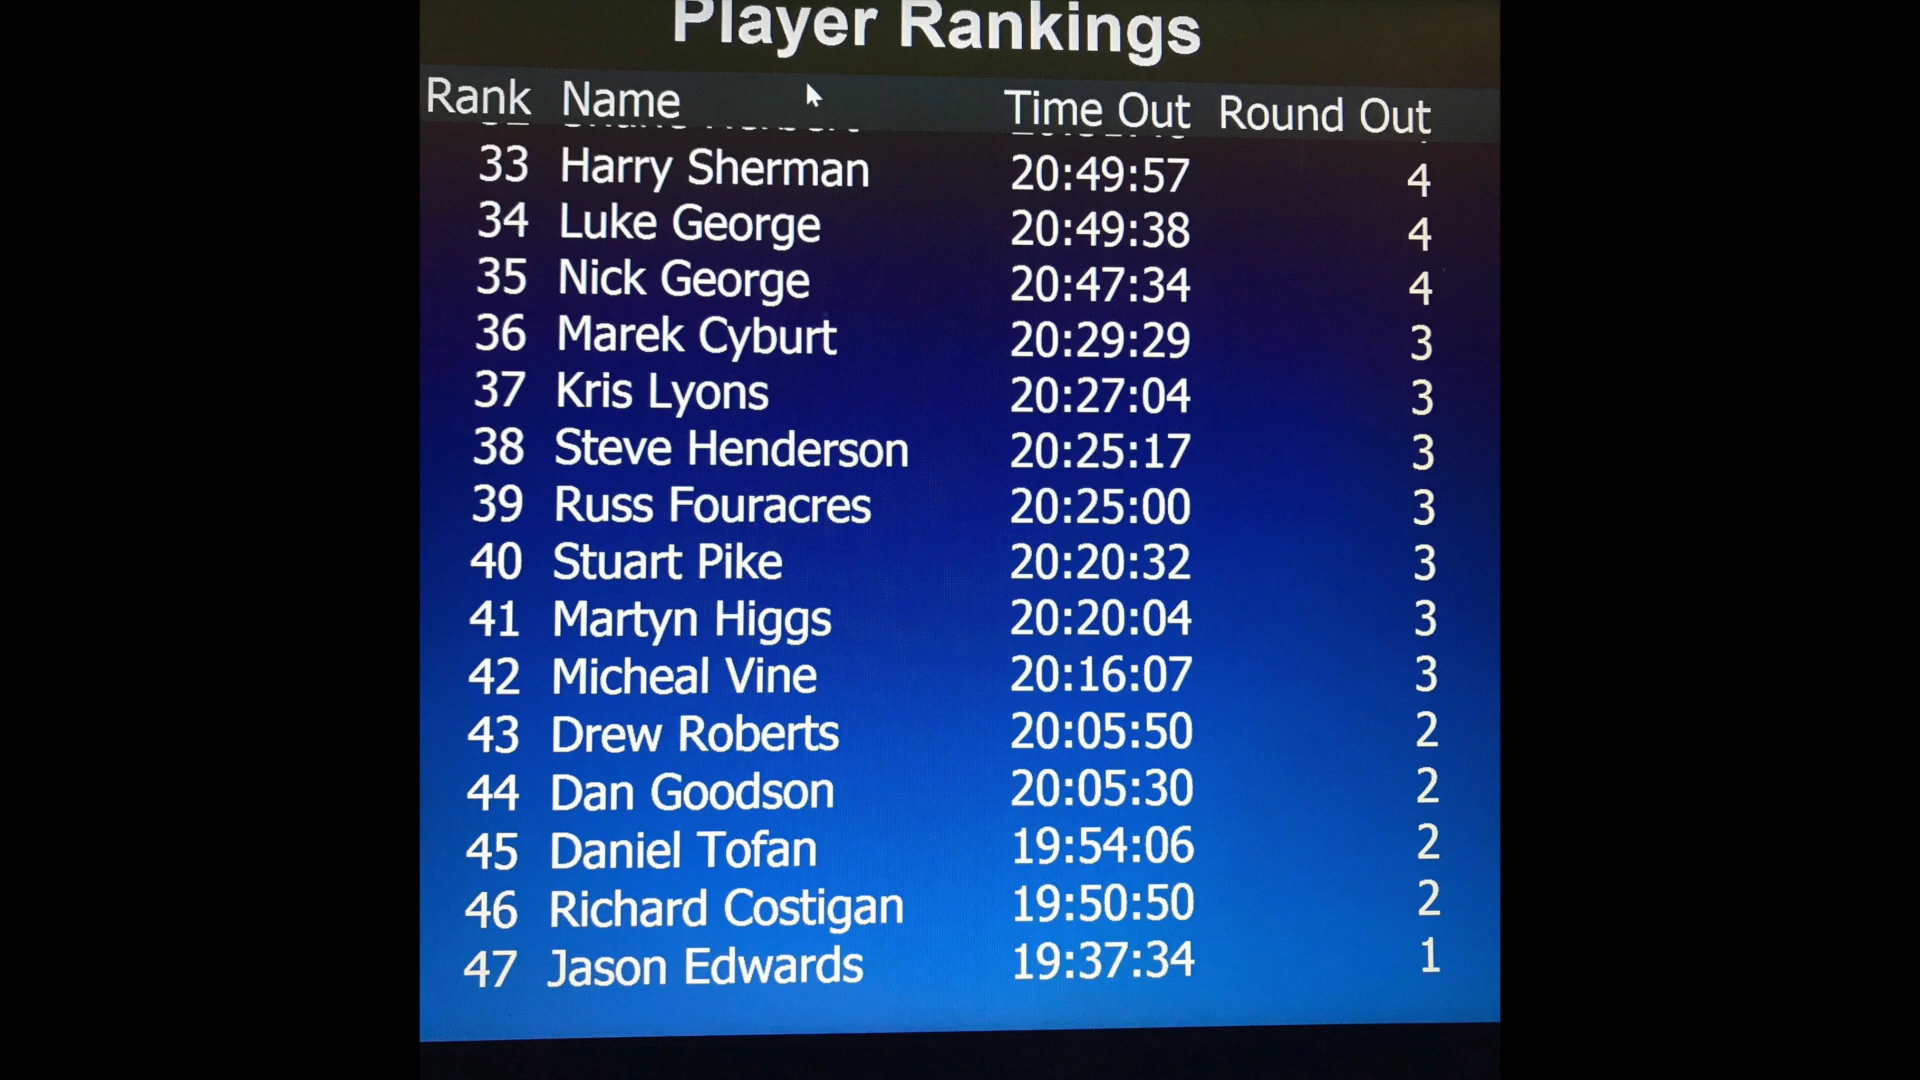 Player Rankings
Rank Name Time Out Round Out
33 Harry Sherman 20:49:57 4
34 Luke George 20:49:38 4
35 Nick George 20:47:34 4
36 Marek Cyburt 20:29:29 3
37 Kris Lyons 20:27:04 3
38 Steve Henderson 20:25:17 3
39 Russ Fouracres 20:25:00 3
40 Stuart Pike 20:20:32 3
41 Martyn Higgs 20:20:04 3
42 Micheal Vine 20:16:07 3
43 Drew Roberts 20:05:50 2
44 Dan Goodson 20:05:30 2
45 Daniel Tofan 19:54:06 2
46 Richard Costigan 19:50:50 2
47 Jason Edwards 19:37:34 1